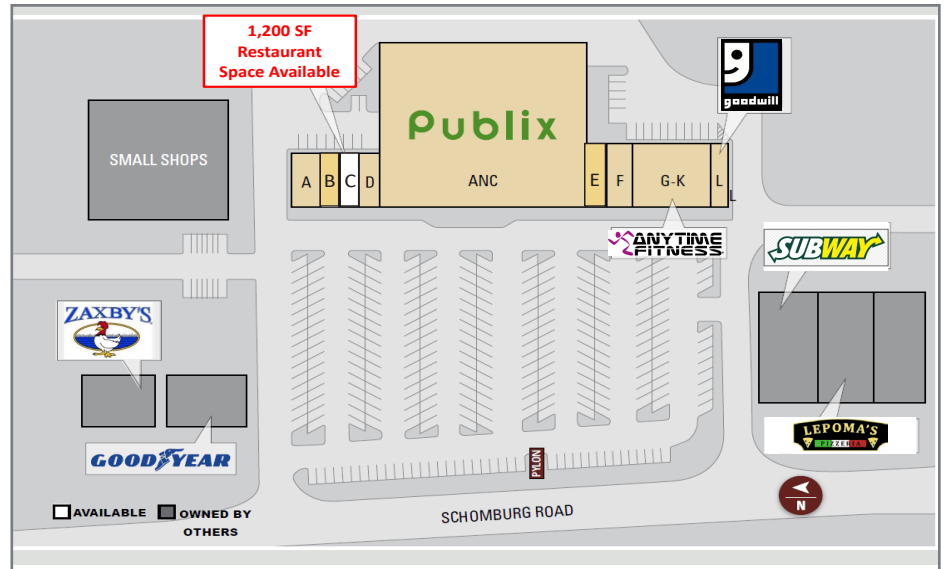 1,200 SF
Restaurant
Space Available
goodwill
Publix
SMALL SHOPS
A B C D ANC E F G-K L
L
ANYTIME
FITNESS
SUBWAY
ZAXBY'S
LEPOMA'S
PIZZERIA
GOODYEAR
PYLON
N
AVAILABLE OWNED BY
OTHERS
SCHOMBURG ROAD